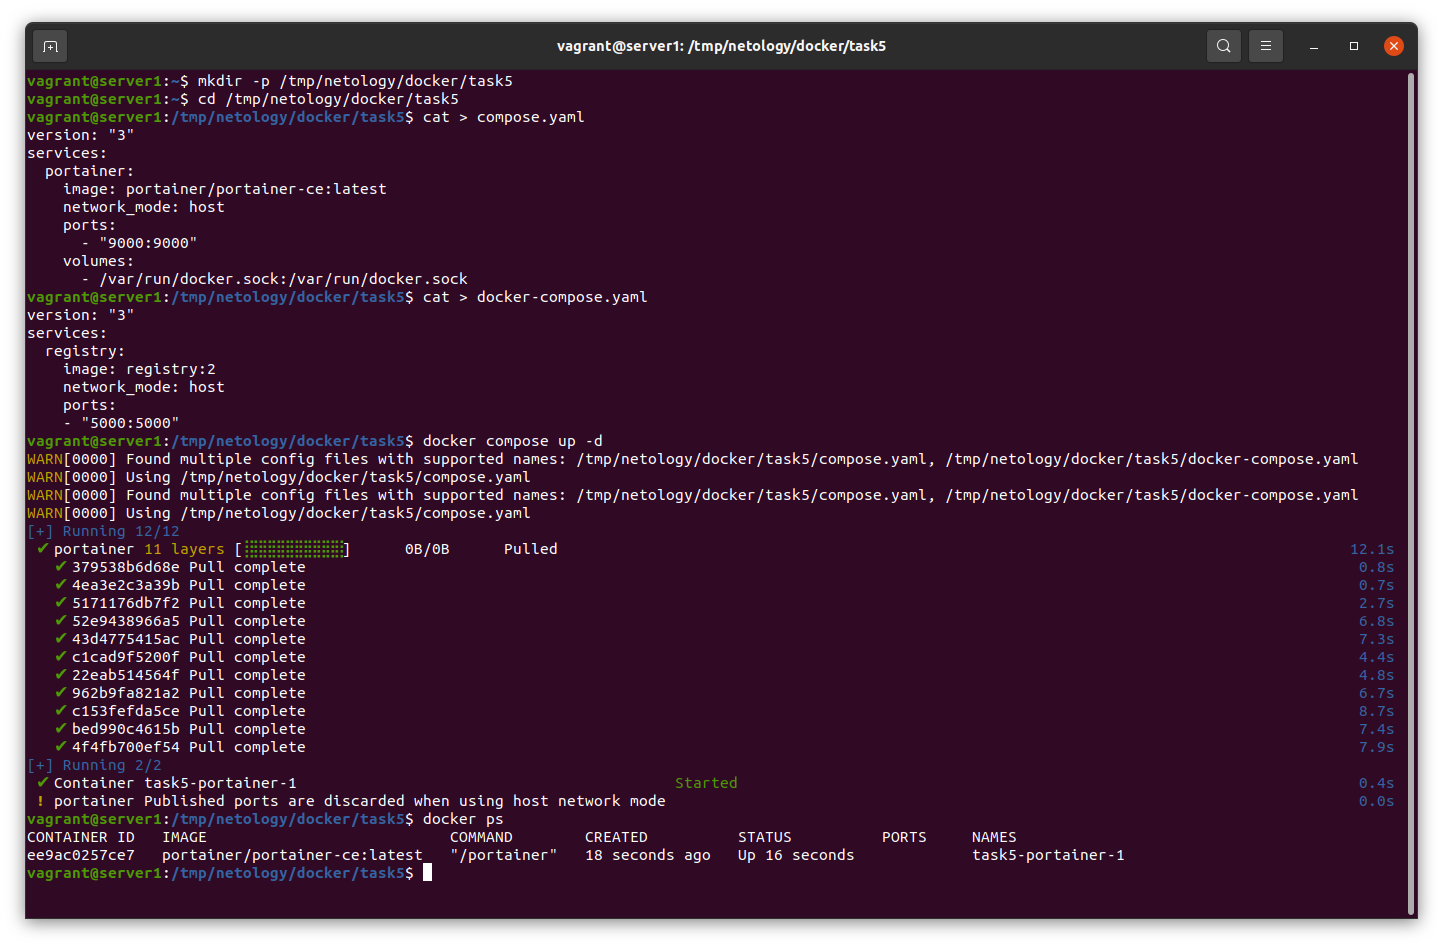 vagrant@server1: /tmp/netology/docker/task5
vagrant@server1:~$ mkdir -p /tmp/netology/docker/task5
vagrant@server1:~$ cd /tmp/netology/docker/task5
vagrant@server1:/tmp/netology/docker/task5$ cat > compose.yaml
version: "3"
services:
  portainer:
    image: portainer/portainer-ce:latest
    network_mode: host
    ports:
      - "9000:9000"
    volumes:
      - /var/run/docker.sock:/var/run/docker.sock
vagrant@server1:/tmp/netology/docker/task5$ cat > docker-compose.yaml
version: "3"
services:
  registry:
    image: registry:2
    network_mode: host
    ports:
    - "5000:5000"
vagrant@server1:/tmp/netology/docker/task5$ docker compose up -d
WARN[0000] Found multiple config files with supported names: /tmp/netology/docker/task5/compose.yaml, /tmp/netology/docker/task5/docker-compose.yaml
WARN[0000] Using /tmp/netology/docker/task5/compose.yaml
WARN[0000] Found multiple config files with supported names: /tmp/netology/docker/task5/compose.yaml, /tmp/netology/docker/task5/docker-compose.yaml
WARN[0000] Using /tmp/netology/docker/task5/compose.yaml
[+] Running 12/12
 ✔ portainer 11 layers [⣿⣿⣿⣿⣿⣿⣿⣿⣿⣿⣿]      0B/0B      Pulled 12.1s
   ✔ 379538b6d68e Pull complete 0.8s
   ✔ 4ea3e2c3a39b Pull complete 0.7s
   ✔ 5171176db7f2 Pull complete 2.7s
   ✔ 52e9438966a5 Pull complete 6.8s
   ✔ 43d4775415ac Pull complete 7.3s
   ✔ c1cad9f5200f Pull complete 4.4s
   ✔ 22eab514564f Pull complete 4.8s
   ✔ 962b9fa821a2 Pull complete 6.7s
   ✔ c153fefda5ce Pull complete 8.7s
   ✔ bed990c4615b Pull complete 7.4s
   ✔ 4f4fb700ef54 Pull complete 7.9s
[+] Running 2/2
 ✔ Container task5-portainer-1 Started 0.4s
 ! portainer Published ports are discarded when using host network mode 0.0s
vagrant@server1:/tmp/netology/docker/task5$ docker ps
CONTAINER ID   IMAGE                           COMMAND        CREATED          STATUS          PORTS     NAMES
ee9ac0257ce7   portainer/portainer-ce:latest   "/portainer"   18 seconds ago   Up 16 seconds             task5-portainer-1
vagrant@server1:/tmp/netology/docker/task5$